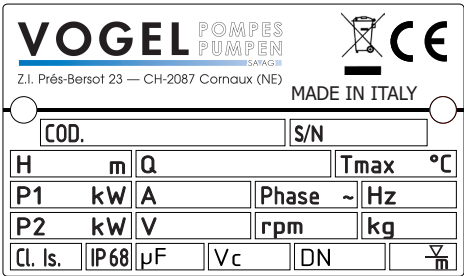 VOGEL POMPES PUMPEN
SAVAG
Z.I. Prés-Bersot 23 — CH-2087 Cornaux (NE)
CE
MADE IN ITALY
COD. S/N
H m Q Tmax °C
P1 kW A Phase ~ Hz
P2 kW V rpm kg
Cl. Is. IP68 µF Vc DN m